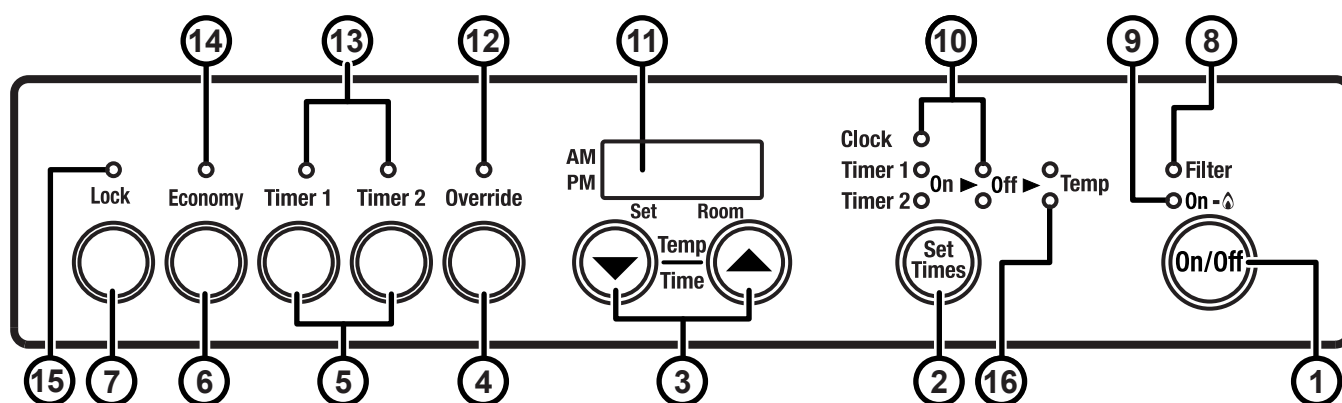 14 13 12 11 10 9 8
Clock
AM
PM
Timer 1 On ► Off ► Temp
Timer 2
Filter
On -
Lock Economy Timer 1 Timer 2 Override
Set Room
Temp
Time
Set
Times
On/Off
15 7 6 5 4 3 2 16 1